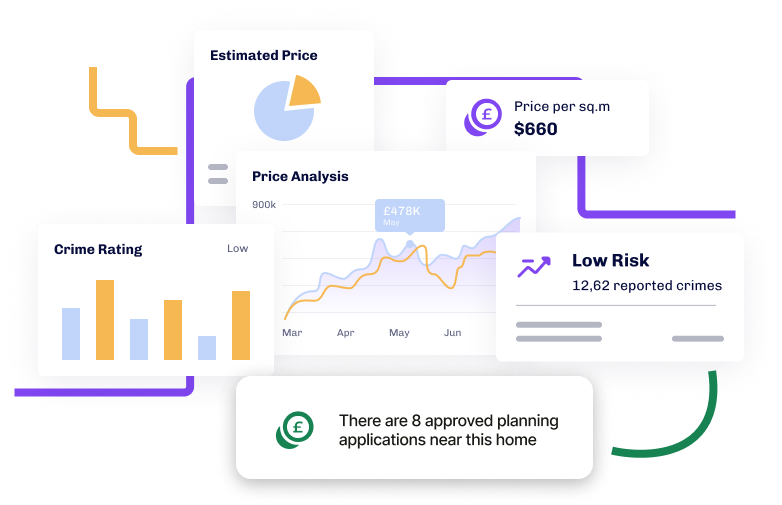 Estimated Price
£
Price per sq.m
$660
Price Analysis
900k
£478K
May
Mar
Apr
May
Jun
Crime Rating
Low
Low Risk
12,62 reported crimes
£
There are 8 approved planning
applications near this home